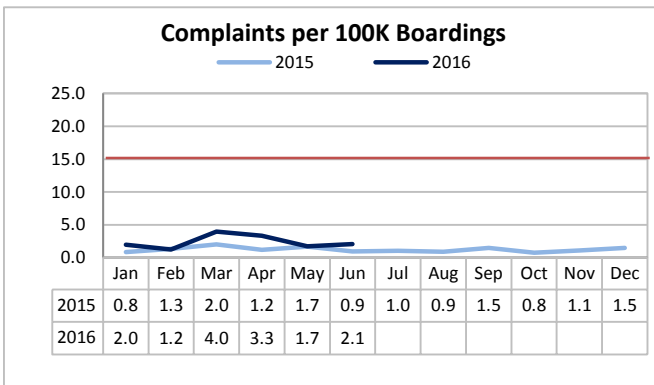 Complaints per 100K Boardings
2015 2016
25.0
20.0
15.0
10.0
5.0
0.0
Jan Feb Mar Apr May Jun Jul Aug Sep Oct Nov Dec
2015 0.8 1.3 2.0 1.2 1.7 0.9 1.0 0.9 1.5 0.8 1.1 1.5
2016 2.0 1.2 4.0 3.3 1.7 2.1